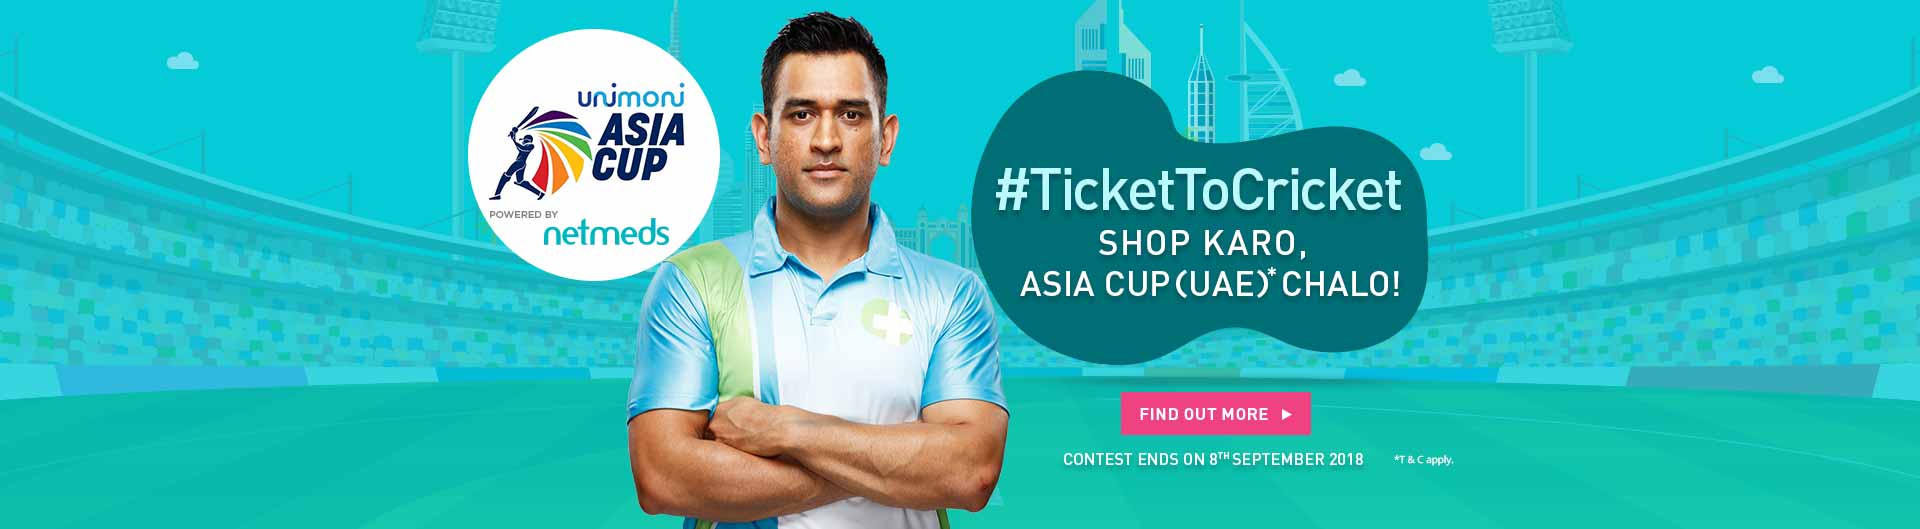 unimoni
ASIA
CUP
POWERED BY
netmeds
#TicketToCricket
SHOP KARO,
ASIA CUP(UAE)* CHALO!
FIND OUT MORE
CONTEST ENDS ON 8TH SEPTEMBER 2018
*T & C apply.